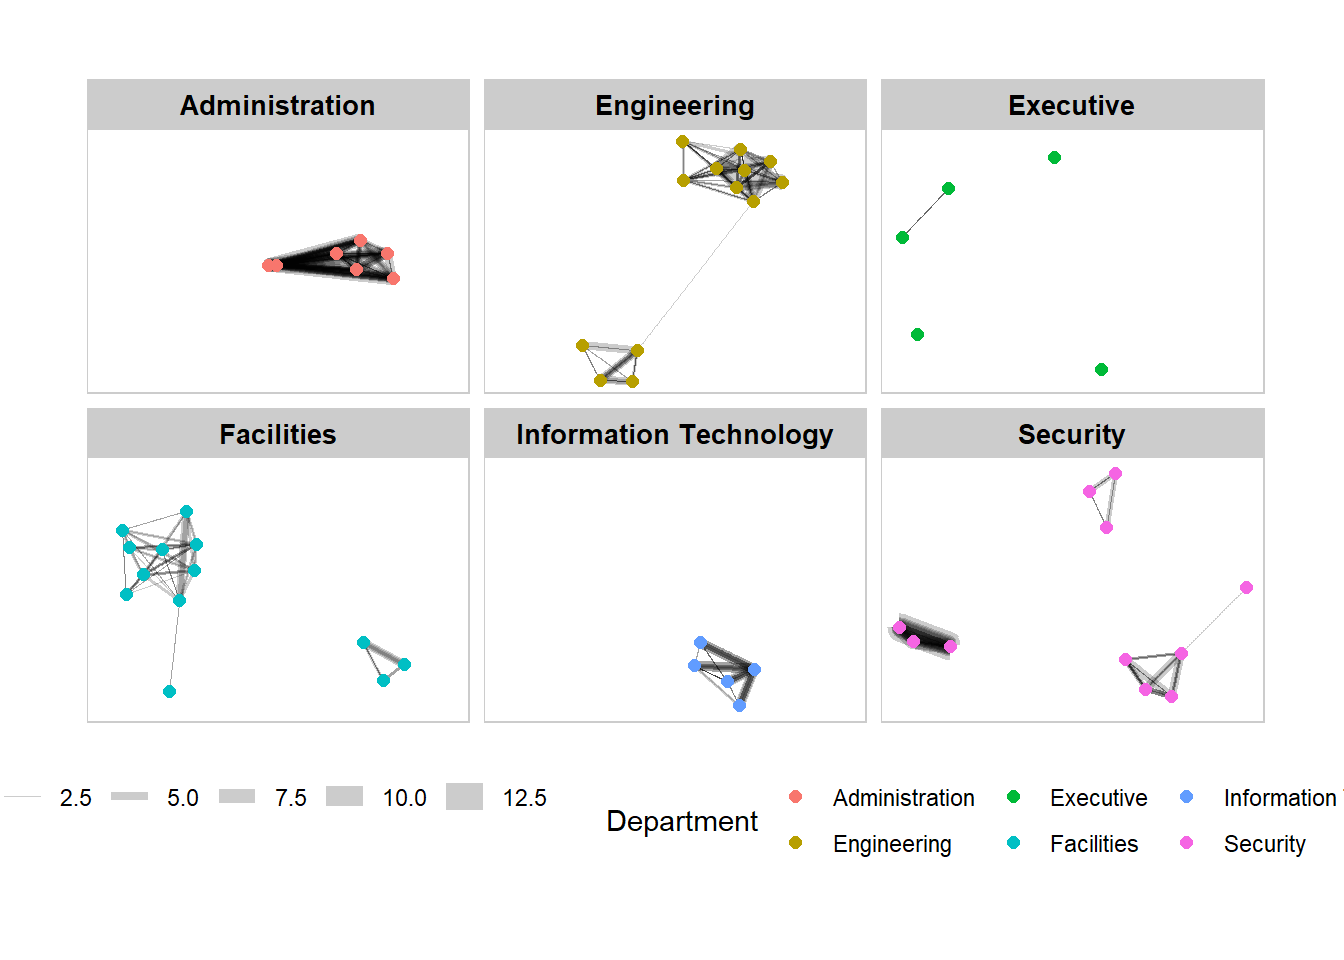 Administration
Engineering
Executive
Facilities
Information Technology
Security
2.5 5.0 7.5 10.0 12.5
Department
Administration Executive Information
Engineering Facilities Security